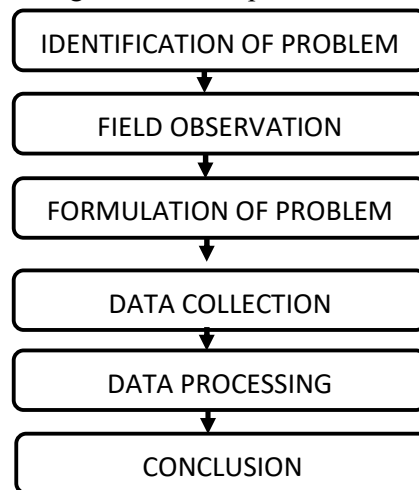 IDENTIFICATION OF PROBLEM
FIELD OBSERVATION
FORMULATION OF PROBLEM
DATA COLLECTION
DATA PROCESSING
CONCLUSION